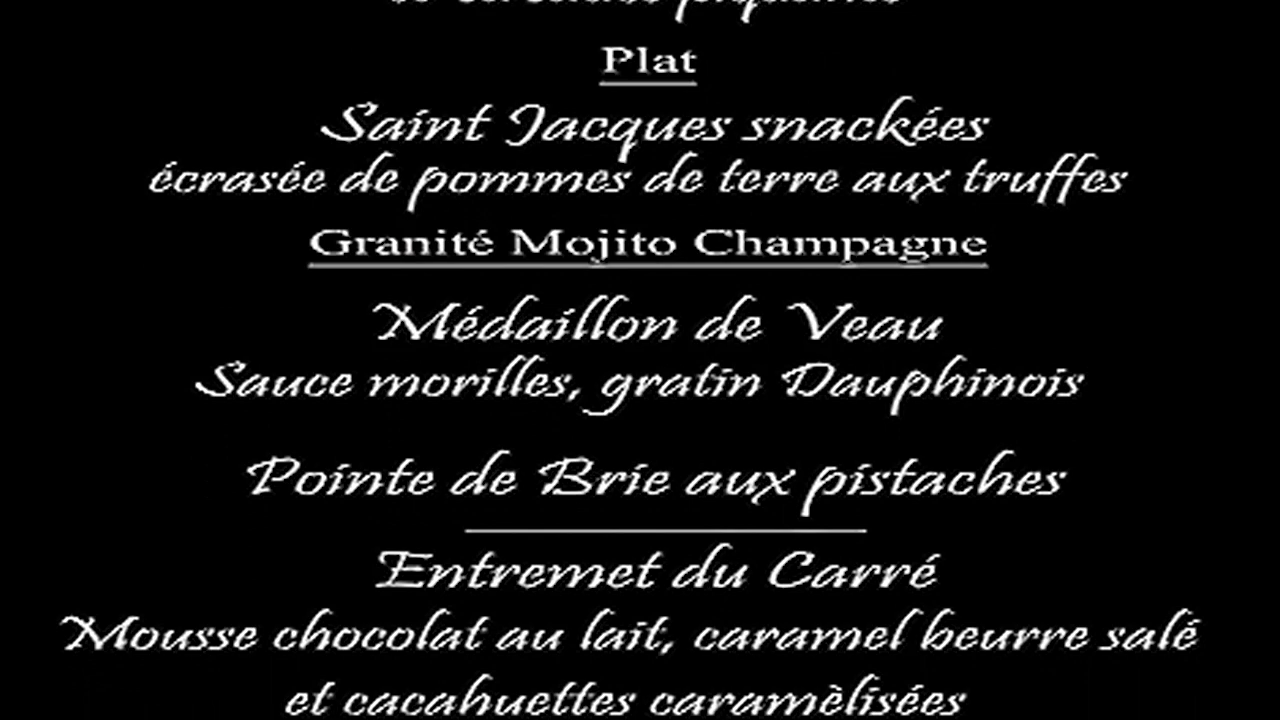 Plat
Saint Jacques snackées
écrasée de pommes de terre aux truffes
Granité Mojito Champagne
Médaillon de Veau
Sauce morilles, gratin Dauphinois
Pointe de Brie aux pistaches
Entremet du Carré
Mousse chocolat au lait, caramel beurre salé
et cacahuettes caramèlisées